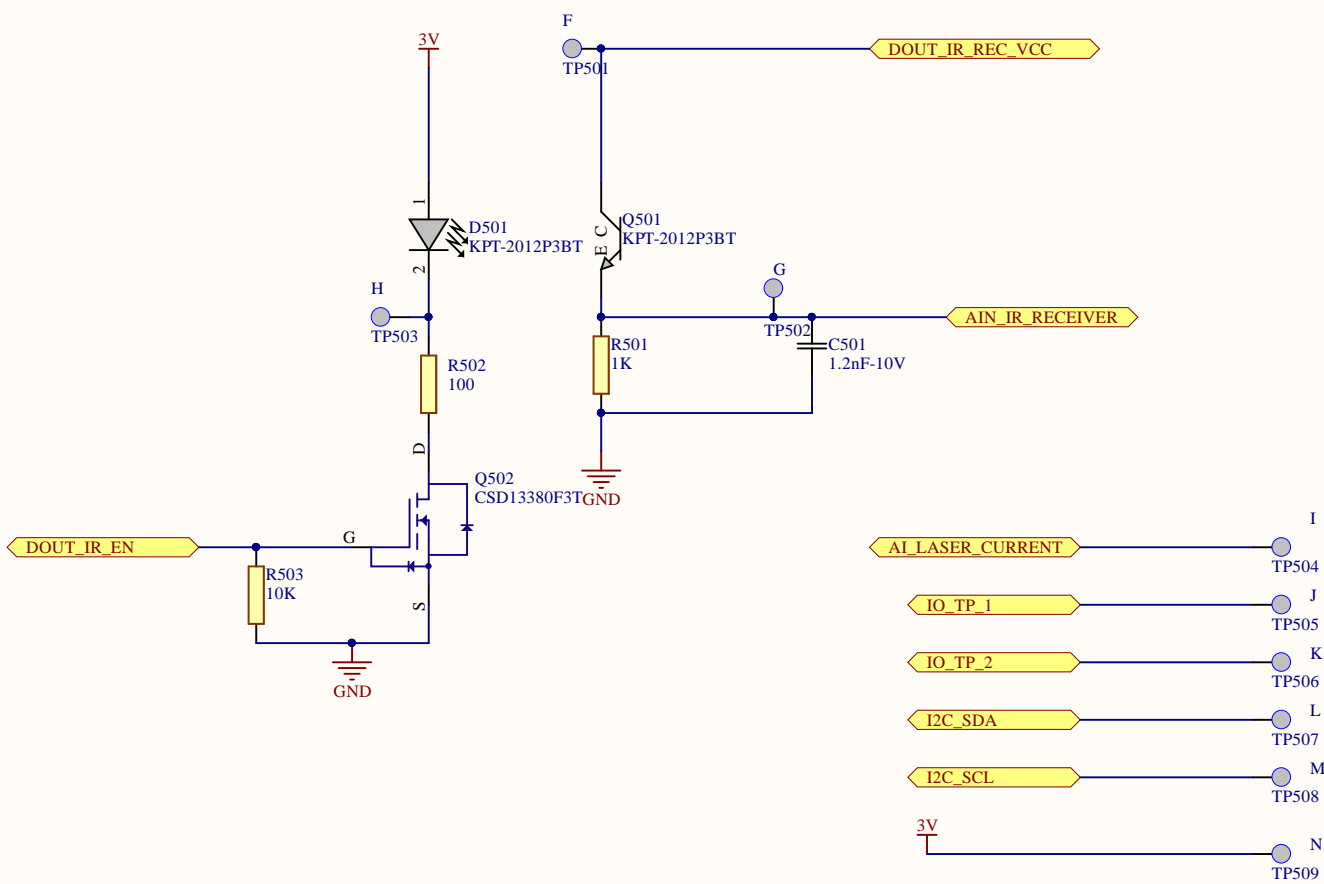 F
TP501
DOUT_IR_REC_VCC
3V
1
D501
KPT-2012P3BT
2
C
E
Q501
KPT-2012P3BT
H
TP503
G
TP502
AIN_IR_RECEIVER
R501
1K
C501
1.2nF-10V
R502
100
D
Q502
CSD13380F3T
GND
G
DOUT_IR_EN
R503
10K
S
GND
AI_LASER_CURRENT
I
TP504
IO_TP_1
J
TP505
IO_TP_2
K
TP506
I2C_SDA
L
TP507
I2C_SCL
M
TP508
3V
N
TP509